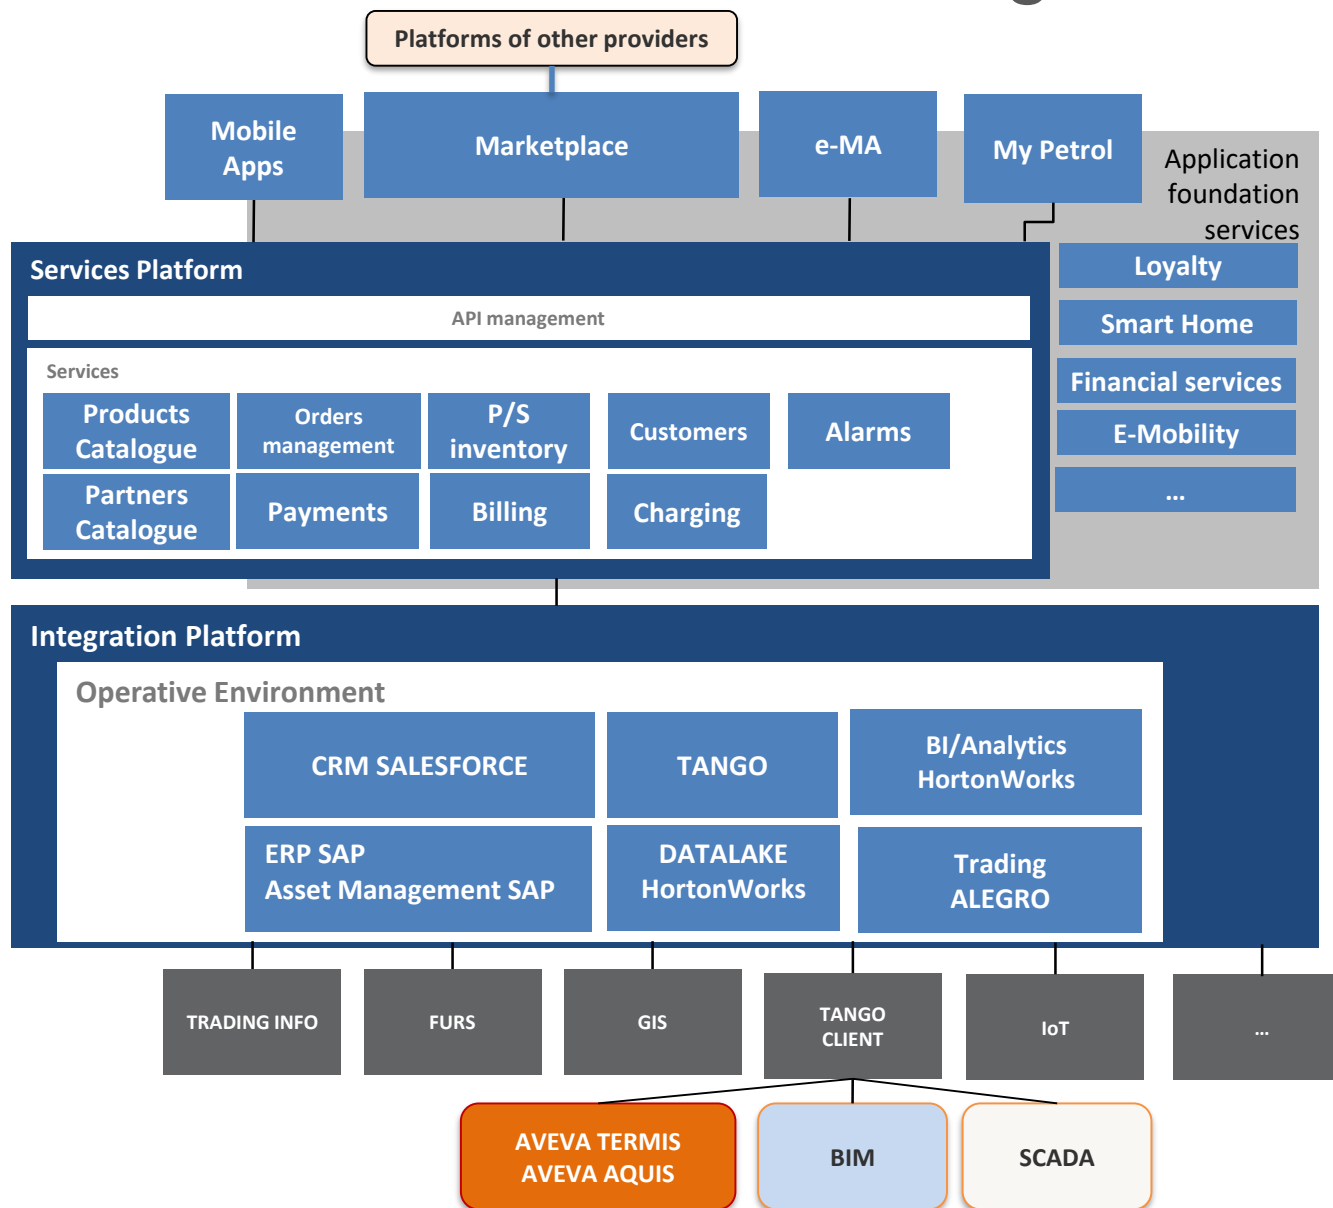 Platforms of other providers
Mobile
Apps
Marketplace
e-MA
My Petrol
Application
foundation
services
Services Platform
API management
Services
Products
Catalogue
Orders
management
P/S
inventory
Customers
Alarms
Partners
Catalogue
Payments
Billing
Charging
Loyalty
Smart Home
Financial services
E-Mobility
...
Integration Platform
Operative Environment
CRM SALESFORCE
TANGO
BI/Analytics
HortonWorks
ERP SAP
Asset Management SAP
DATALAKE
HortonWorks
Trading
ALEGRO
TRADING INFO
FURS
GIS
TANGO
CLIENT
IoT
...
AVEVA TERMIS
AVEVA AQUIS
BIM
SCADA